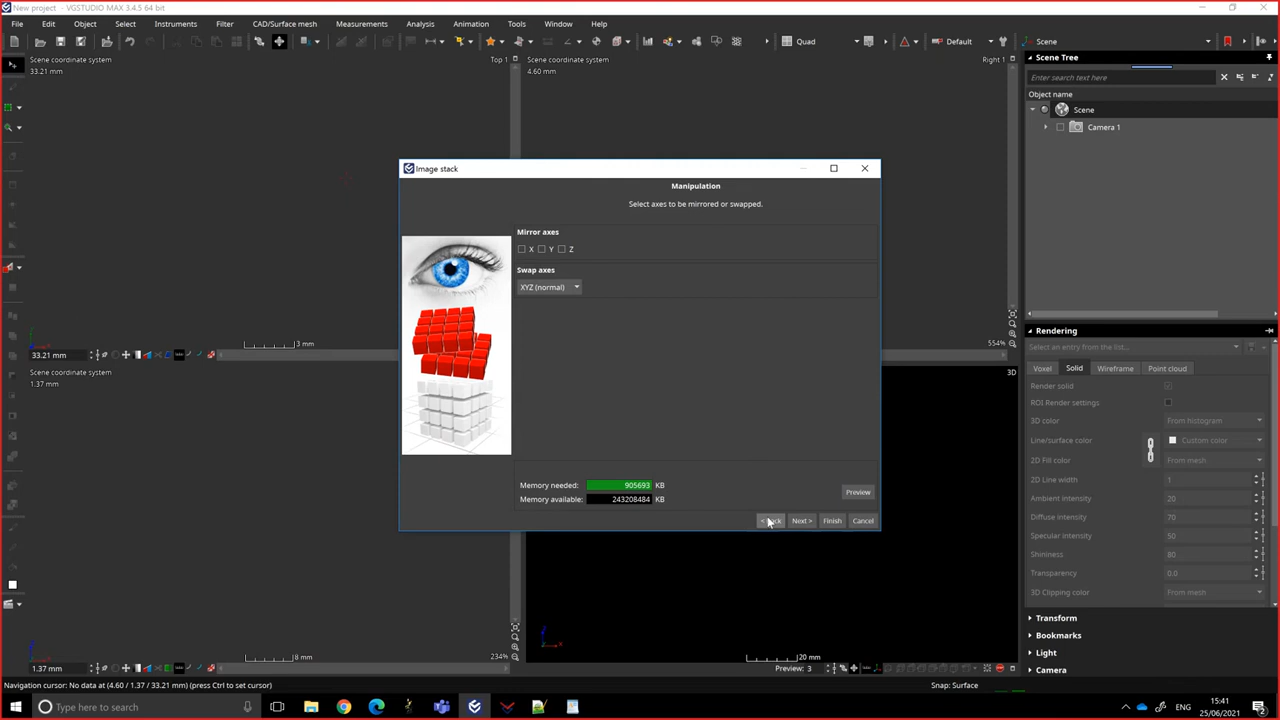 New project - VGSTUDIO MAX 3.4.5 64 bit
File Edit Object Select Instruments Filter CAD/Surface mesh Measurements Analysis Animation Tools Window Help
Quad Default Scene
Scene coordinate system Top 1
33.21 mm
Scene coordinate system Right 1
4.60 mm
Scene Tree
Enter search text here
Object name
Scene
Camera 1
Image stack
Manipulation
Select axes to be mirrored or swapped.
Mirror axes
X Y Z
Swap axes
XYZ (normal)
Memory needed: 905693 KB
Memory available: 243208484 KB
Preview
Next > Finish Cancel
3 mm
33.21 mm
554%
Scene coordinate system
1.37 mm
3D
Rendering
Select an entry from the list...
Voxel Solid Wireframe Point cloud
Render solid
ROI Render settings
3D color From histogram
Line/surface color Custom color
2D Fill color From mesh
2D Line width 1
Ambient intensity 20
Diffuse intensity 70
Specular intensity 50
Shininess 80
Transparency 0.0
3D Clipping color From mesh
Transform
Bookmarks
Light
Camera
8 mm 234%
20 mm
1.37 mm
Preview: 3
Navigation cursor: No data at (4.60 / 1.37 / 33.21 mm) (press Ctrl to set cursor)
Snap: Surface
Type here to search
ENG
15:41
25/06/2021
2